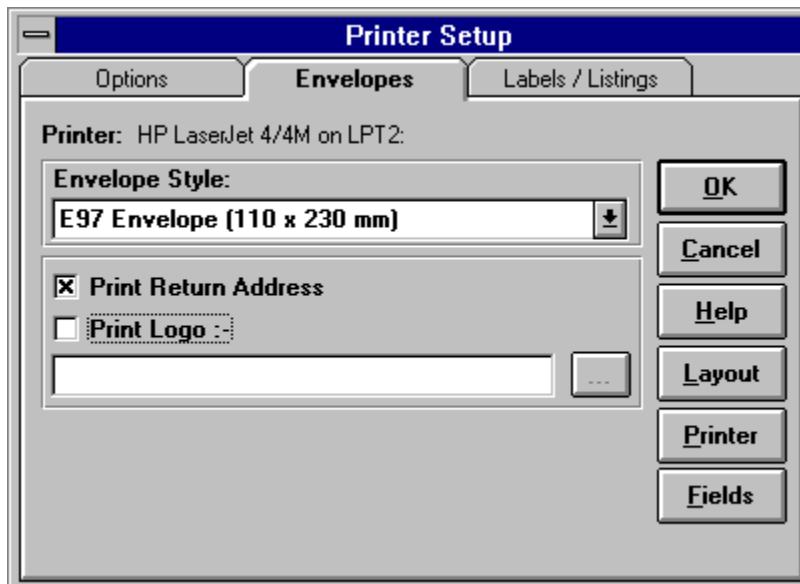 Printer Setup
Options
Envelopes
Labels / Listings
Printer: HP LaserJet 4/4M on LPT2:
Envelope Style:
E97 Envelope (110 x 230 mm)
Print Return Address
Print Logo :-
...
OK
Cancel
Help
Layout
Printer
Fields